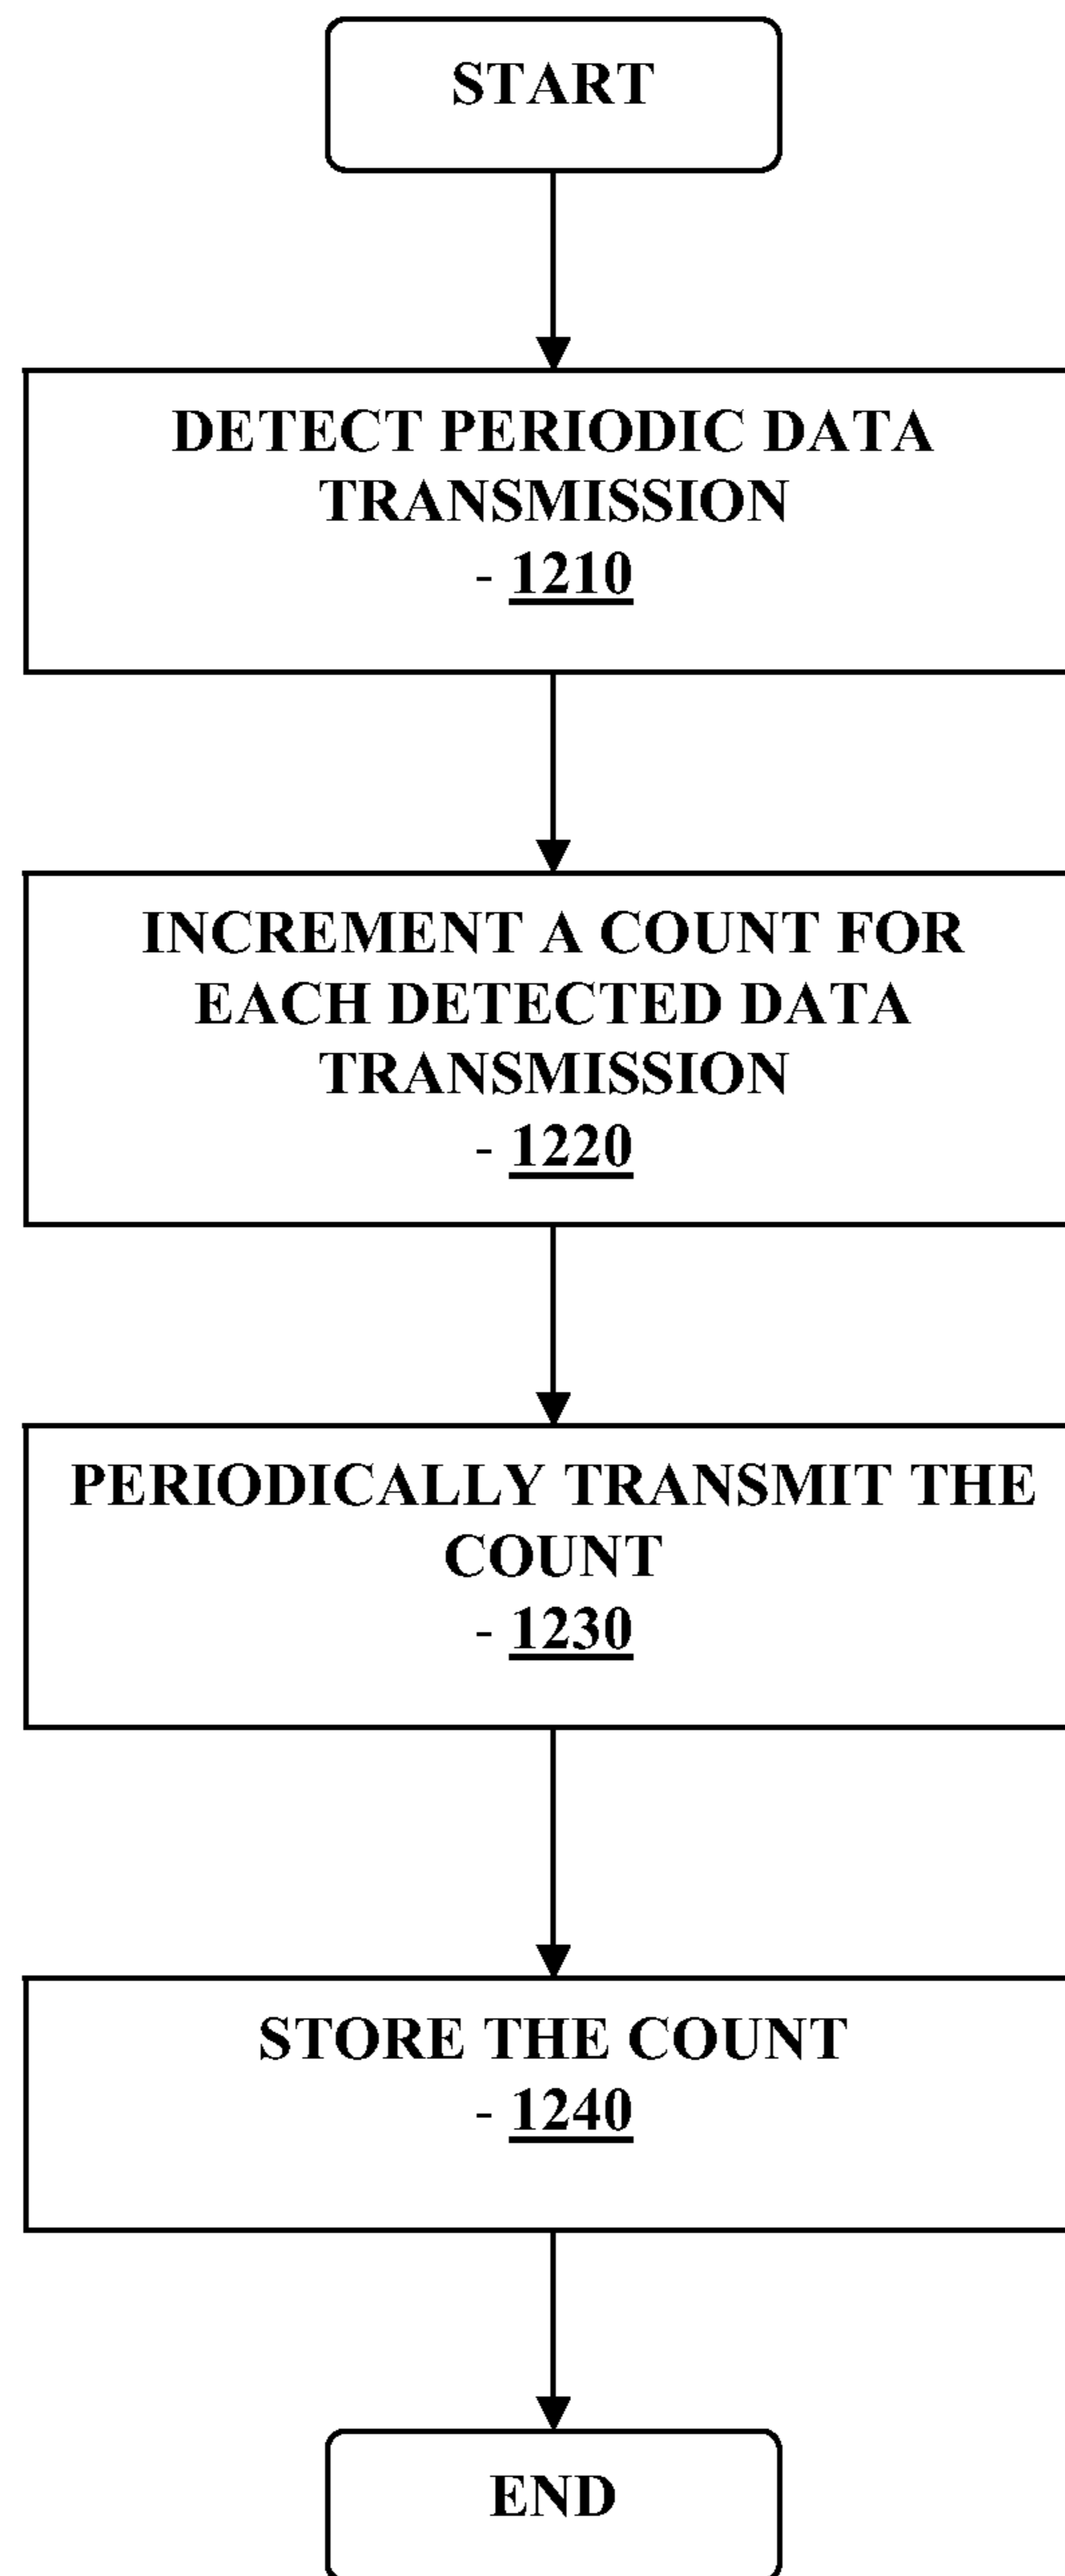 START
DETECT PERIODIC DATA
TRANSMISSION
- 1210
INCREMENT A COUNT FOR
EACH DETECTED DATA
TRANSMISSION
- 1220
PERIODICALLY TRANSMIT THE
COUNT
- 1230
STORE THE COUNT
- 1240
END